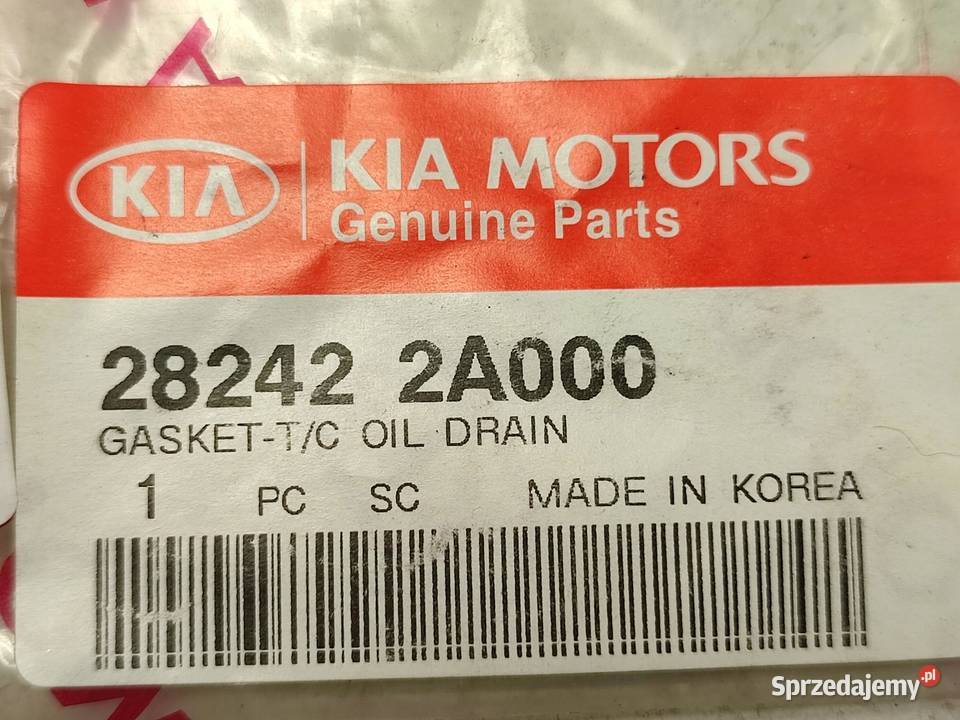 KIA
KIA MOTORS
Genuine Parts
28242 2A000
GASKET-T/C OIL DRAIN
1 PC SC MADE IN KOREA
Sprzedajemy.pl